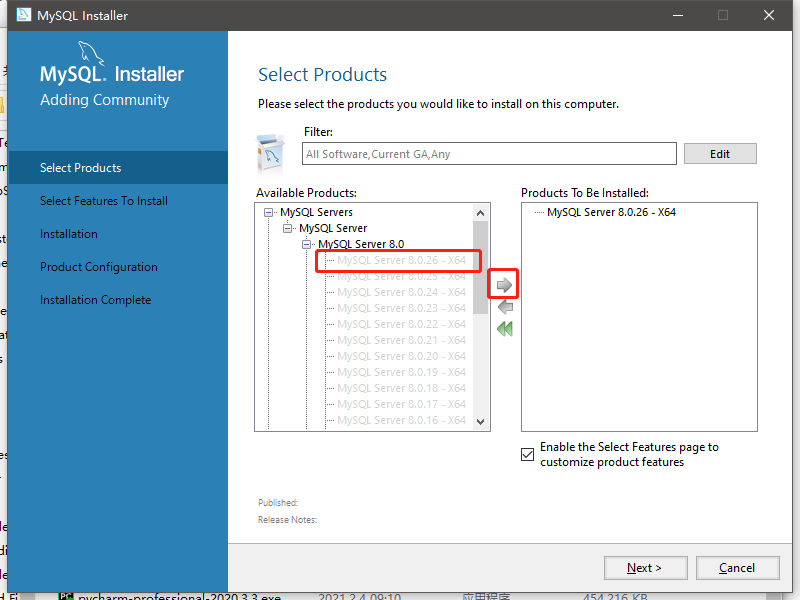 MySQL Installer
MySQL. Installer
Adding Community
Select Products
Select Features To Install
Installation
Product Configuration
Installation Complete
Select Products
Please select the products you would like to install on this computer.
Filter:
All Software,Current GA,Any
Edit
Available Products:
MySQL Servers
MySQL Server
MySQL Server 8.0
MySQL Server 8.0.26 - X64
MySQL Server 8.0.25 - X64
MySQL Server 8.0.24 - X64
MySQL Server 8.0.23 - X64
MySQL Server 8.0.22 - X64
MySQL Server 8.0.21 - X64
MySQL Server 8.0.20 - X64
MySQL Server 8.0.19 - X64
MySQL Server 8.0.18 - X64
MySQL Server 8.0.17 - X64
MySQL Server 8.0.16 - X64
Products To Be Installed:
MySQL Server 8.0.26 - X64
Enable the Select Features page to
customize product features
Published:
Release Notes:
Next >
Cancel
pycharm-professional-2020.3.3.exe 2021.2.4 09:10 应用程序 454,216 KB